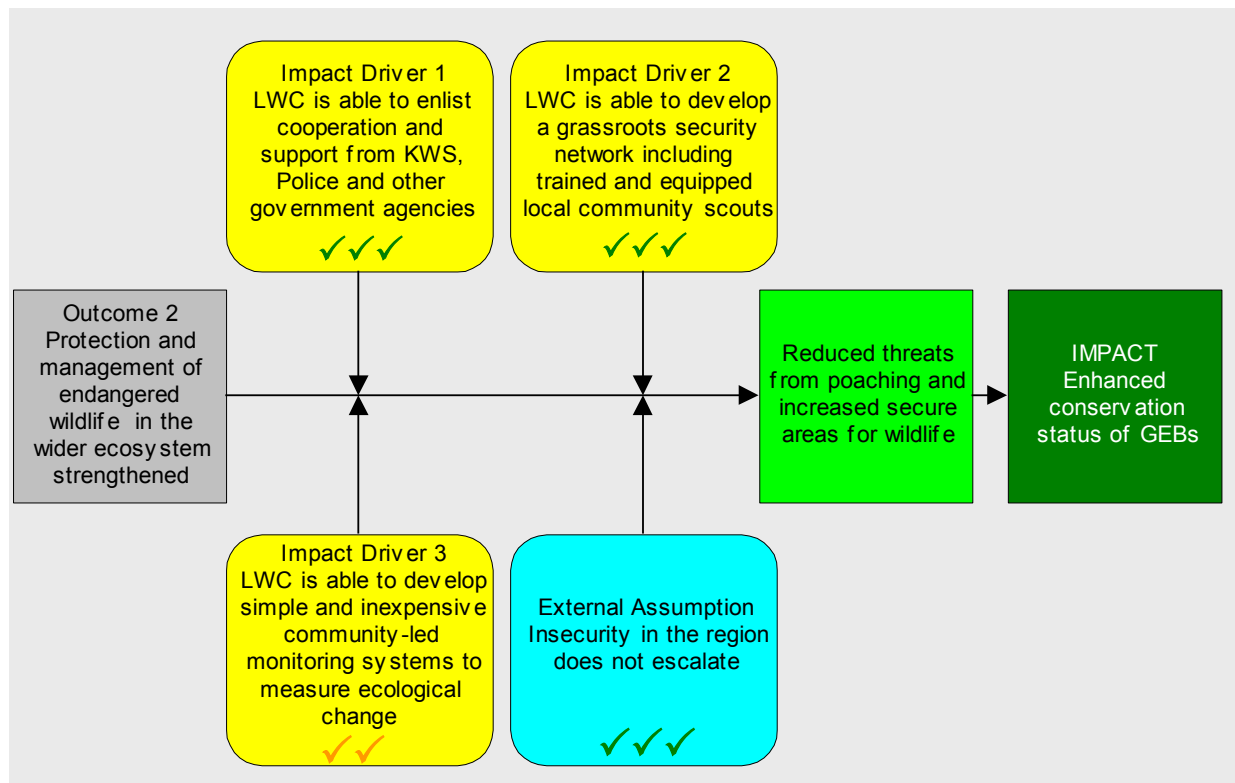 Impact Driver 1
LWC is able to enlist
cooperation and
support from KWS,
Police and other
government agencies
Impact Driver 2
LWC is able to develop
a grassroots security
network including
trained and equipped
local community scouts
Outcome 2
Protection and
management of
endangered
wildlife in the
wider ecosystem
strengthened
Reduced threats
from poaching and
increased secure
areas for wildlife
IMPACT
Enhanced
conservation
status of GEBs
Impact Driver 3
LWC is able to develop
simple and inexpensive
community-led
monitoring systems to
measure ecological
change
External Assumption
Insecurity in the region
does not escalate